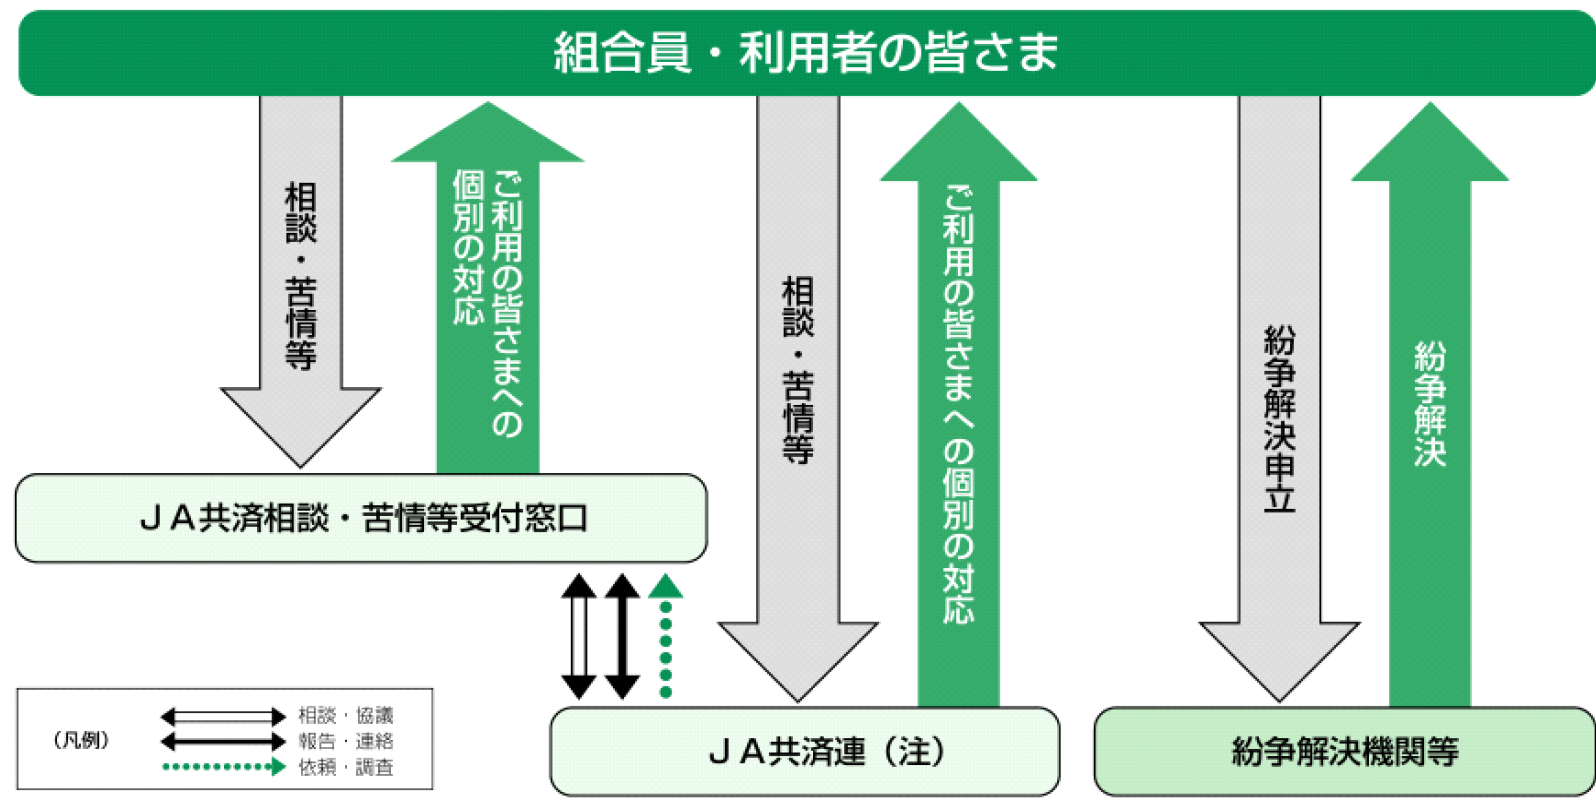 組合員・利用者の皆さま
相談・苦情等
ご利用の皆さまへの
個別の対応
相談・苦情等
ご利用の皆さまへの個別の対応
紛争解決申立
紛争解決
ＪＡ共済相談・苦情等受付窓口
（凡例）
相談・協議
報告・連絡
依頼・調査
ＪＡ共済連（注）
紛争解決機関等